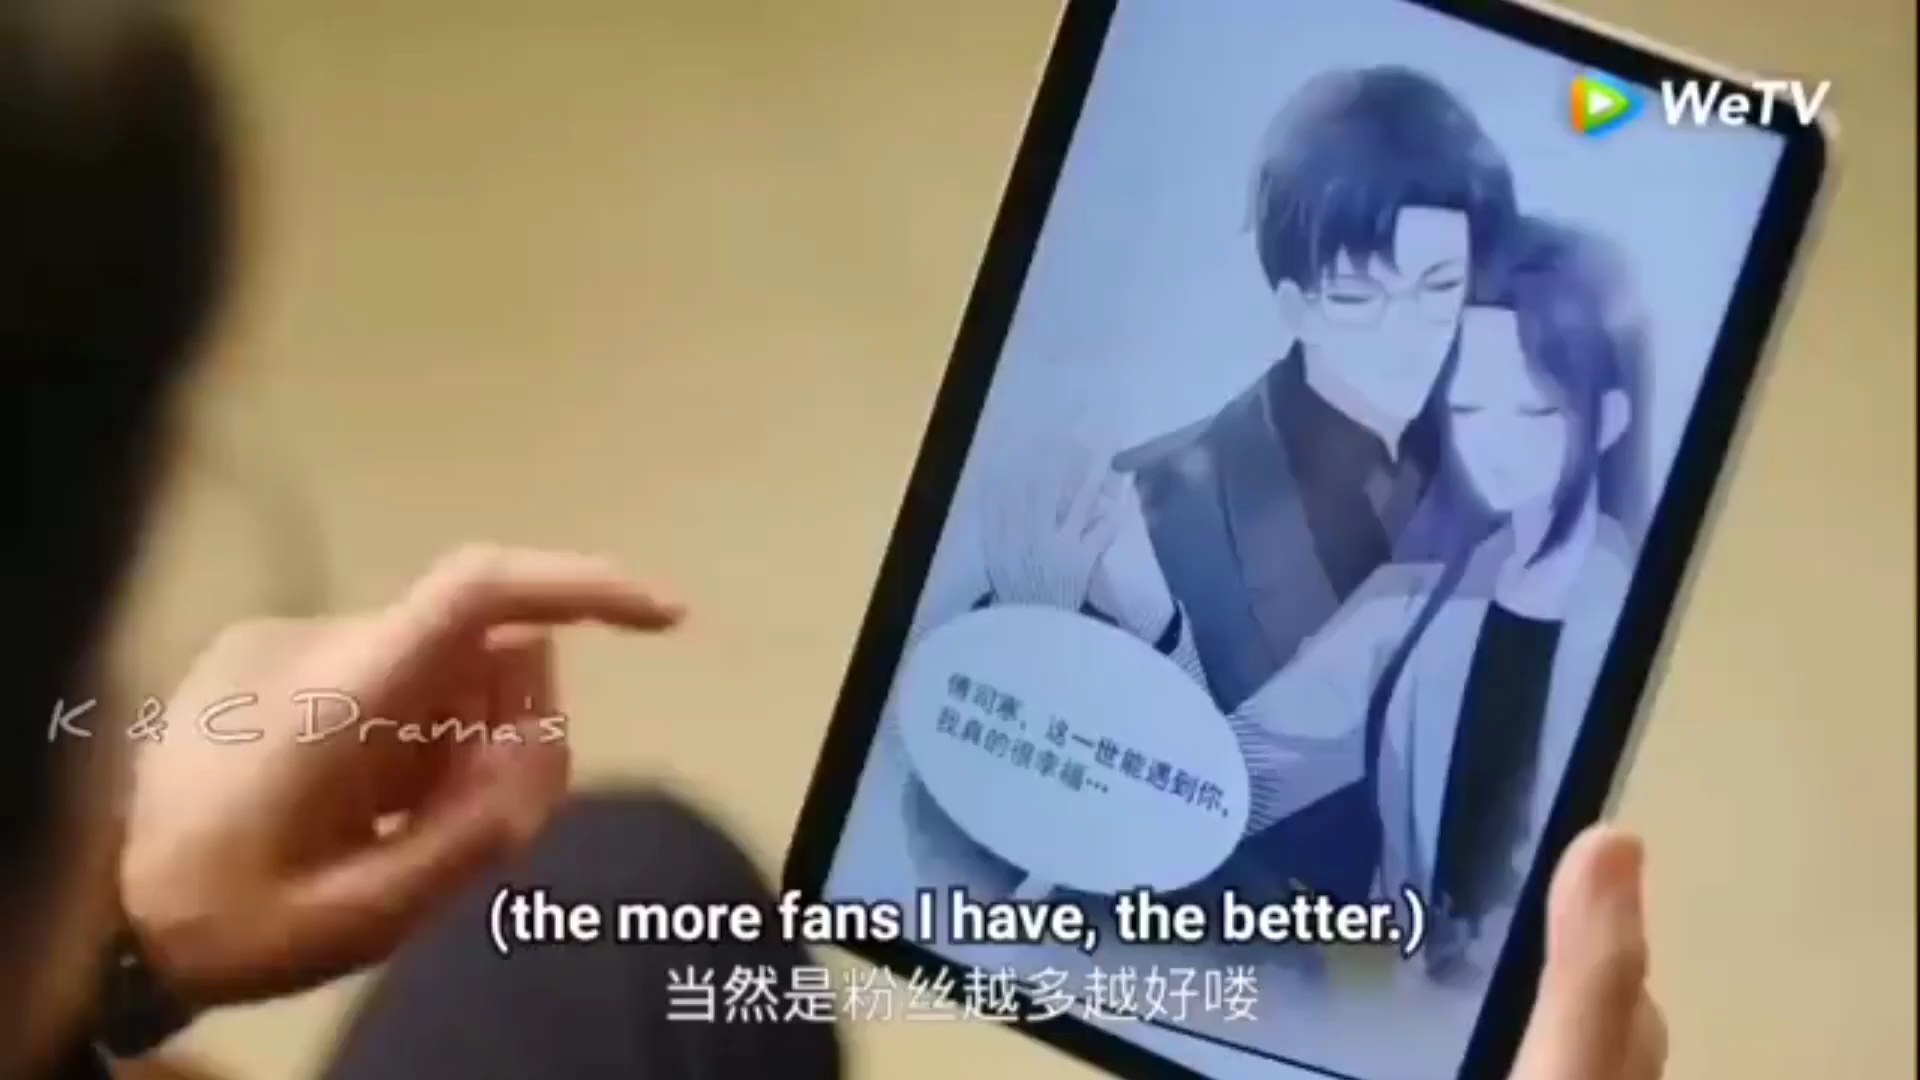 WeTV
傅司寒，这一世能遇到你，
我真的很幸福…
K & C Drama's
(the more fans I have, the better.)
当然是粉丝越多越好喽